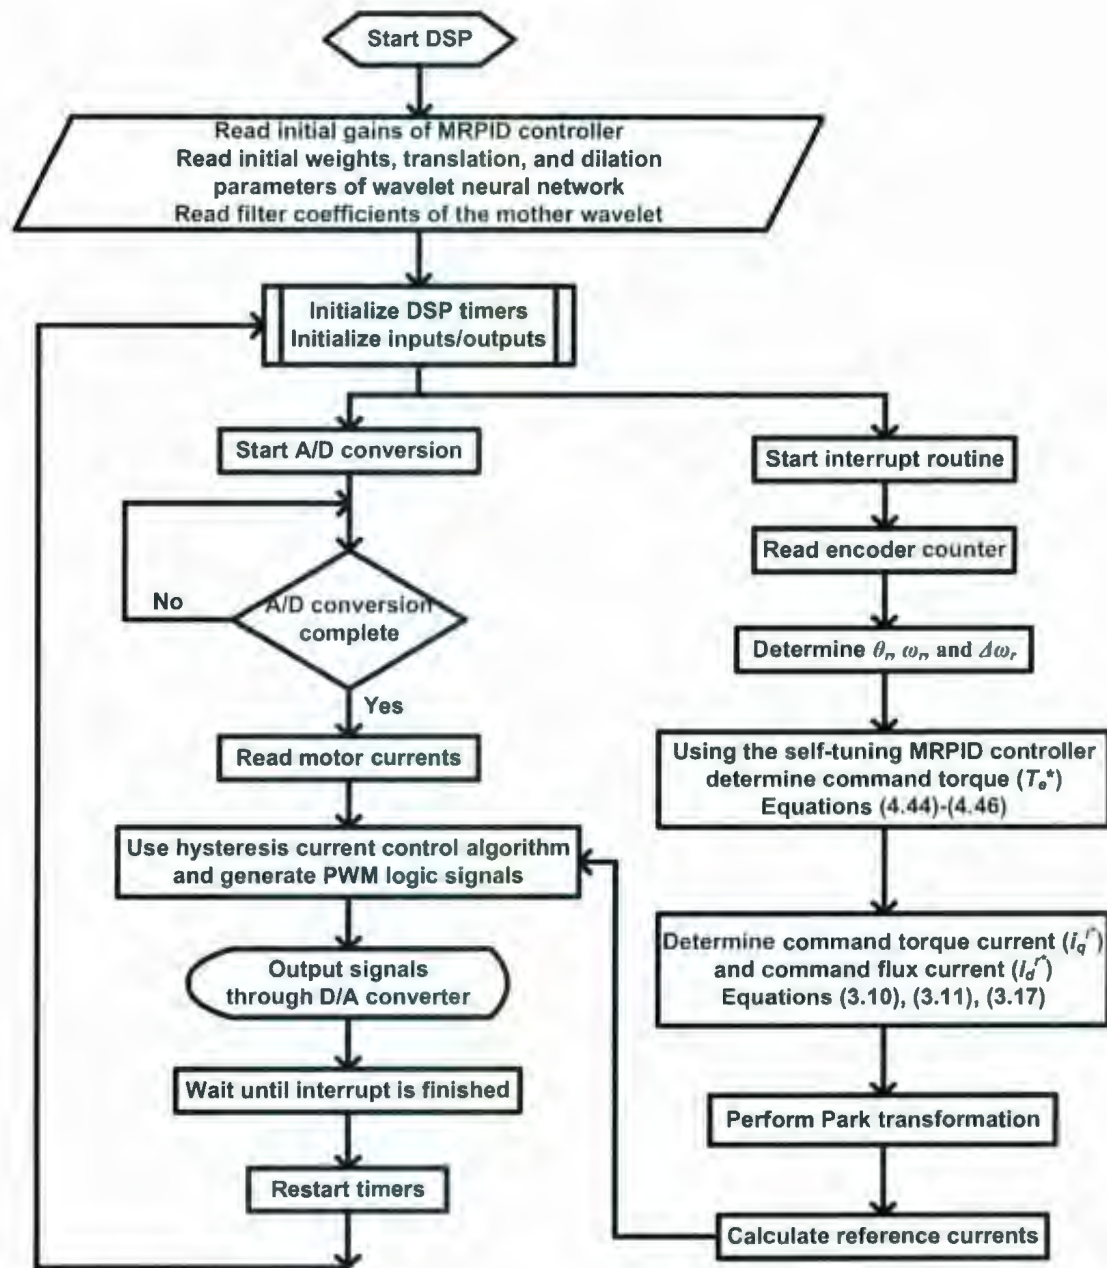 Start DSP
Read initial gains of MRPID controller
Read initial weights, translation, and dilation
parameters of wavelet neural network
Read filter coefficients of the mother wavelet
Initialize DSP timers
Initialize inputs/outputs
Start A/D conversion
A/D conversion
complete
No
Yes
Read motor currents
Use hysteresis current control algorithm
and generate PWM logic signals
Output signals
through D/A converter
Wait until interrupt is finished
Restart timers
Start interrupt routine
Read encoder counter
Determine θr, ωr, and Δωr
Using the self-tuning MRPID controller
determine command torque (Te*)
Equations (4.44)-(4.46)
Determine command torque current (iq^r*)
and command flux current (id^r*)
Equations (3.10), (3.11), (3.17)
Perform Park transformation
Calculate reference currents